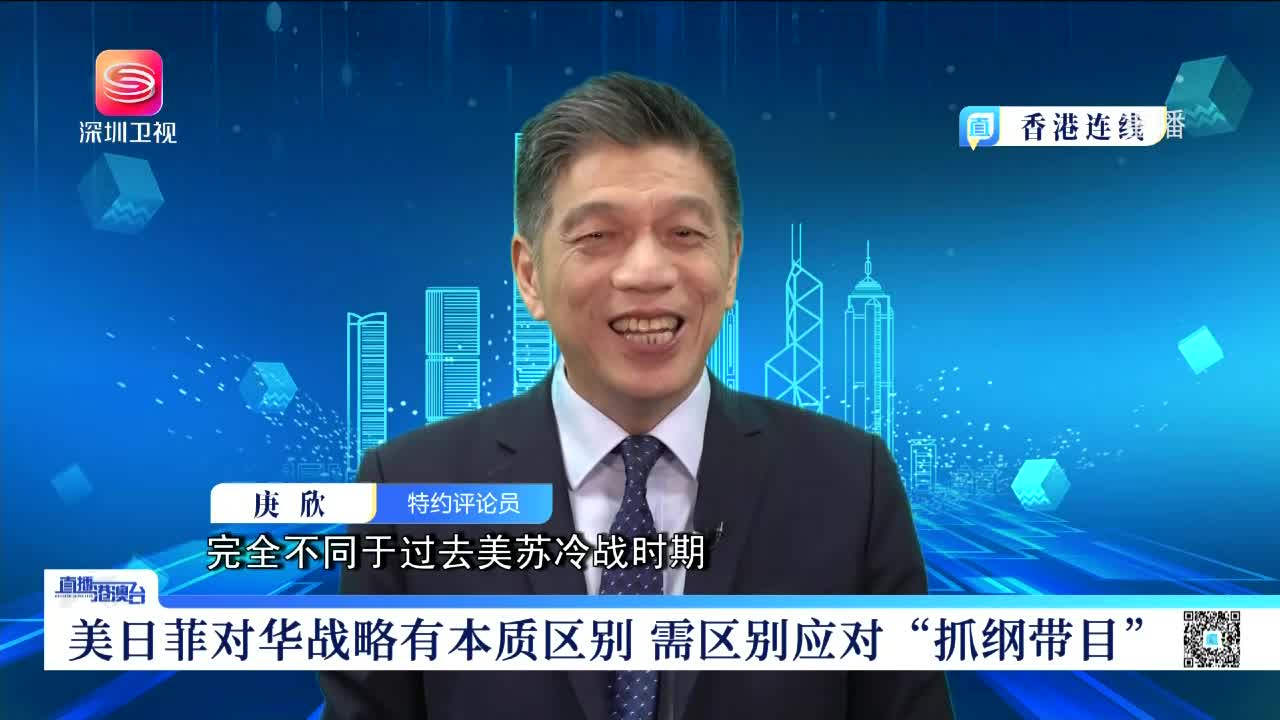 深圳卫视
直 香港连线
播
庚欣 特约评论员
完全不同于过去美苏冷战时期
直播港澳台
美日菲对华战略有本质区别 需区别应对“抓纲带目”